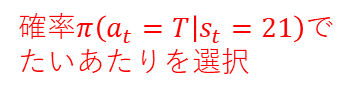 確率π(a_t = T|s_t = 21)で
たいあたりを選択